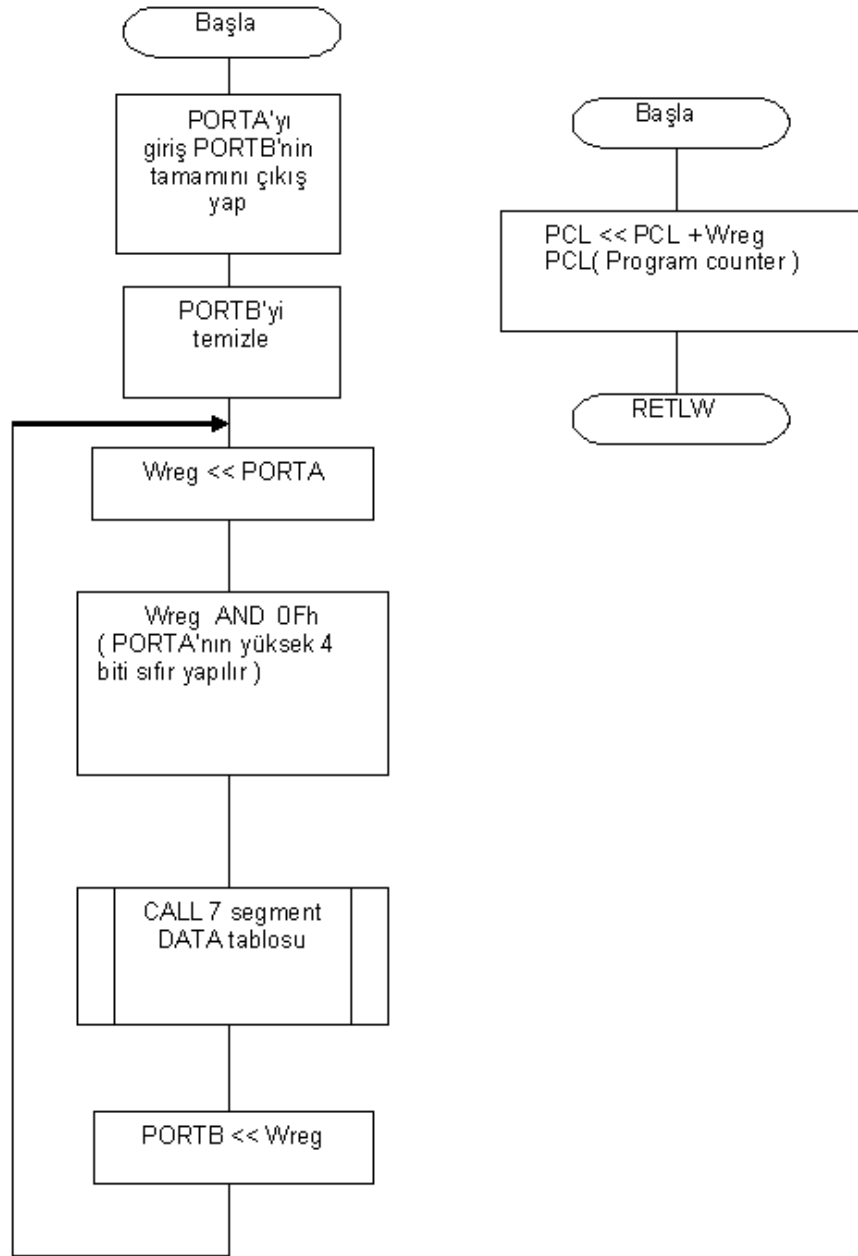 Başla
PORTA'yı
giriş PORTB'nin
tamamını çıkış
yap
PORTB'yi
temizle
Wreg << PORTA
Wreg AND 0Fh
( PORTA'nın yüksek 4
biti sıfır yapılır )
CALL 7 segment
DATA tablosu
PORTB << Wreg
Başla
PCL << PCL +Wreg
PCL( Program counter )
RETLW